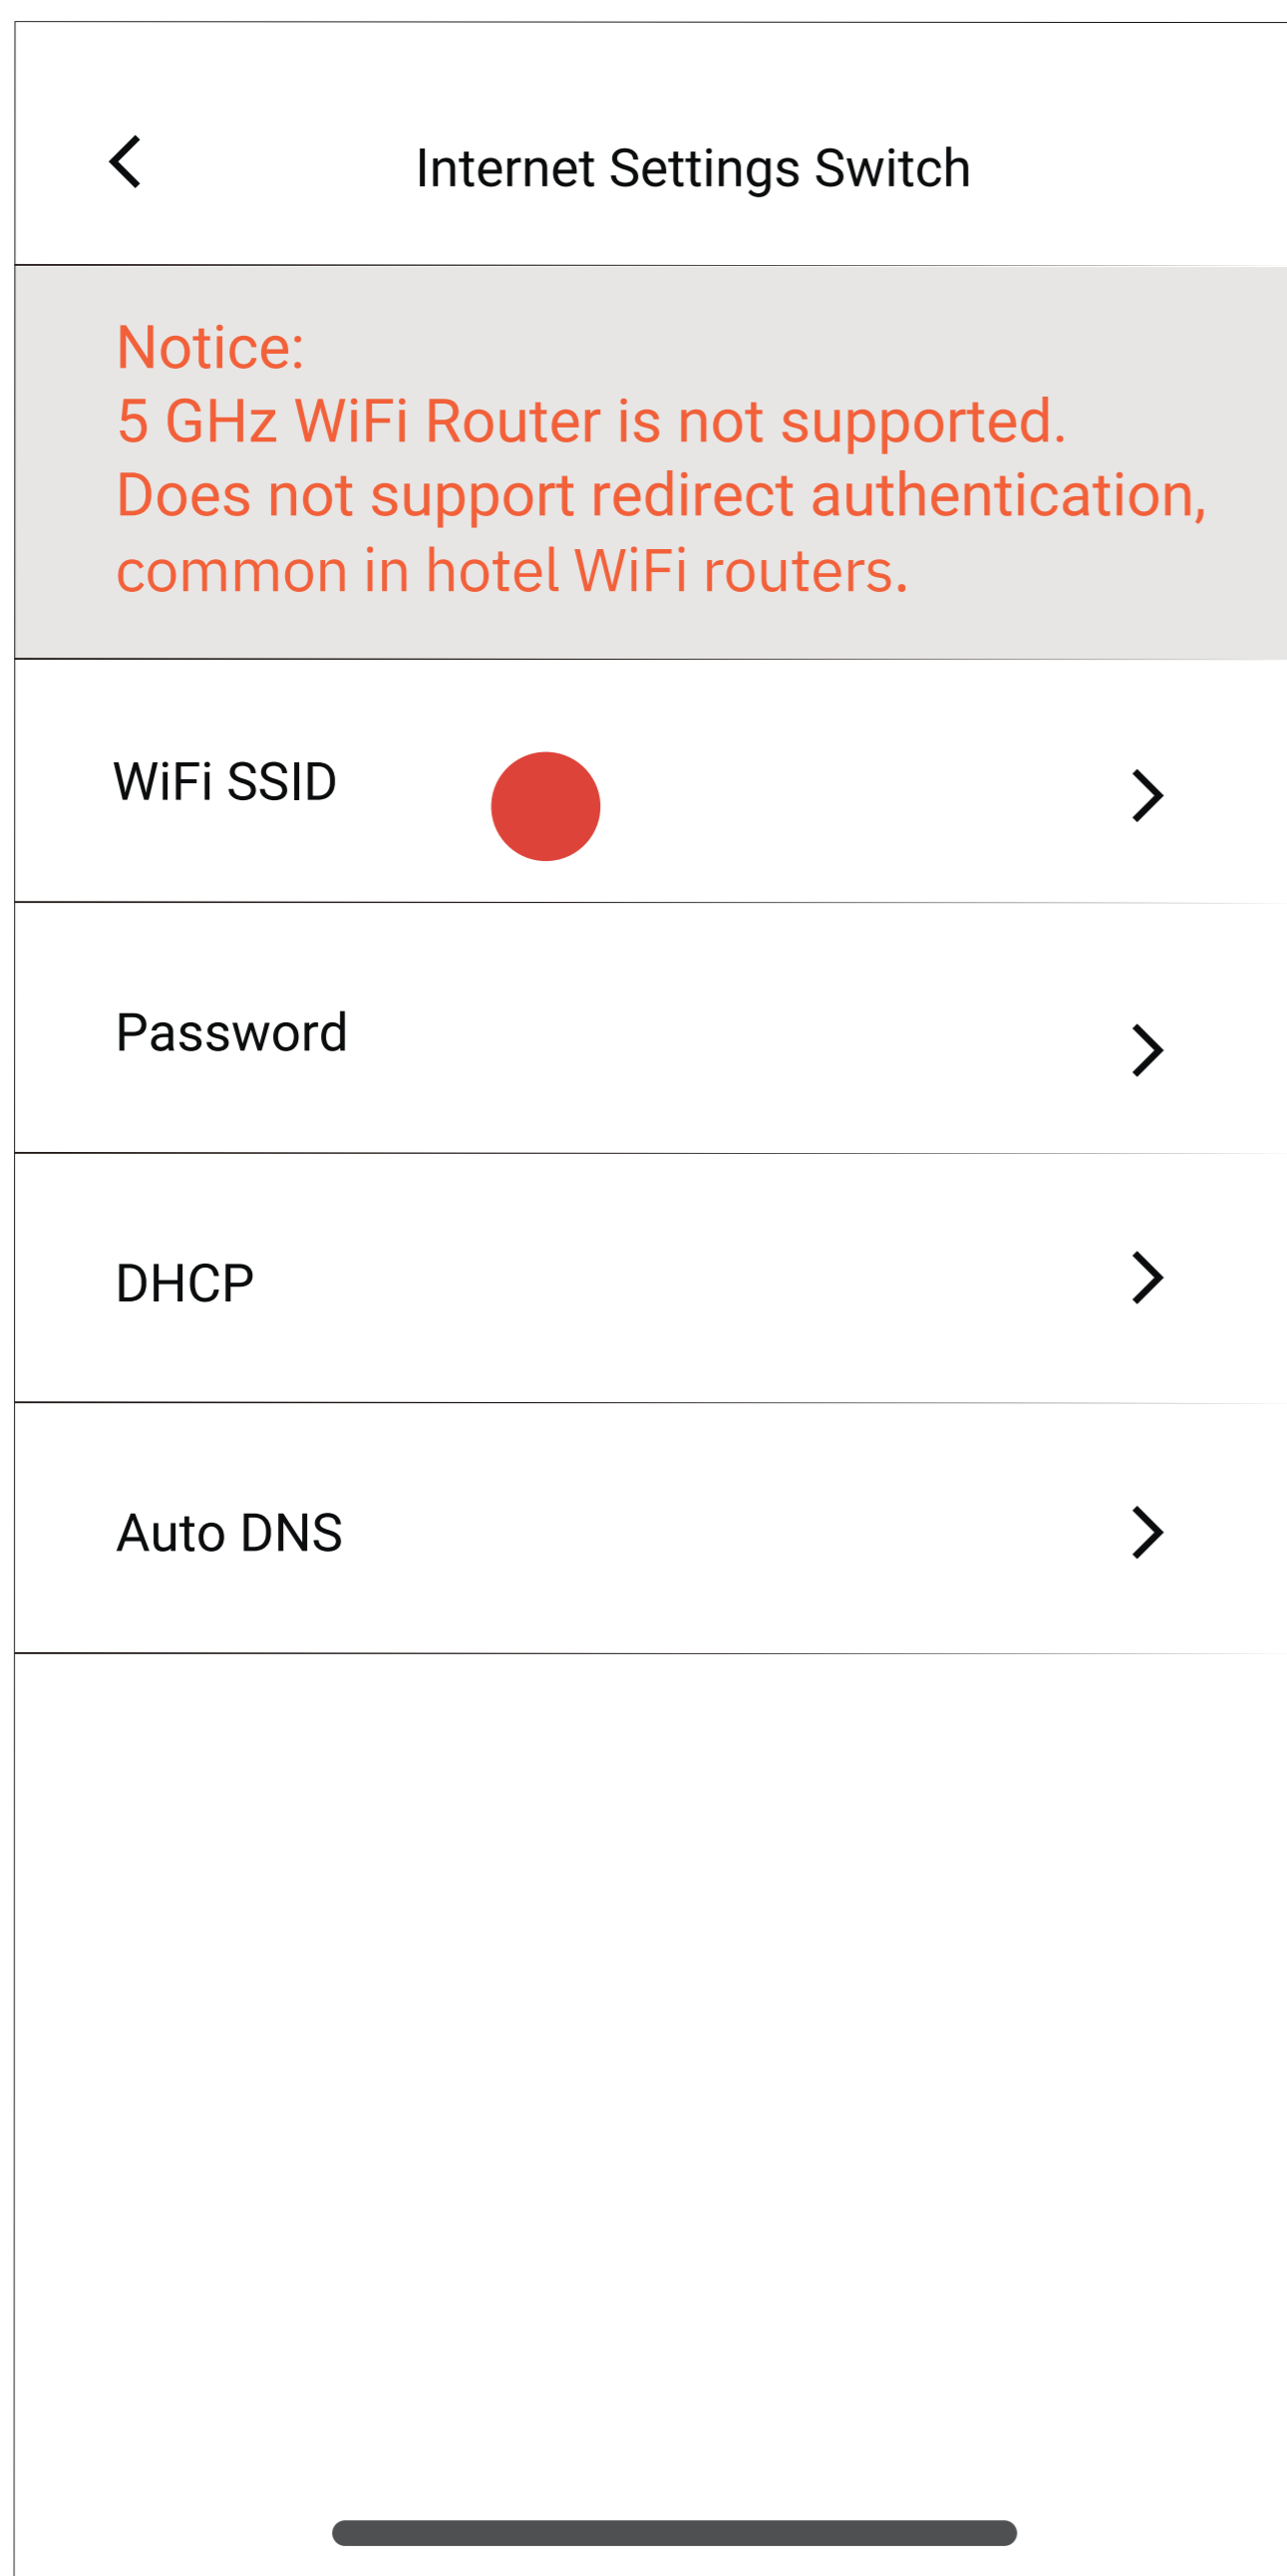 Internet Settings Switch
Notice:
5 GHz WiFi Router is not supported.
Does not support redirect authentication,
common in hotel WiFi routers.
WiFi SSID
Password
DHCP
Auto DNS